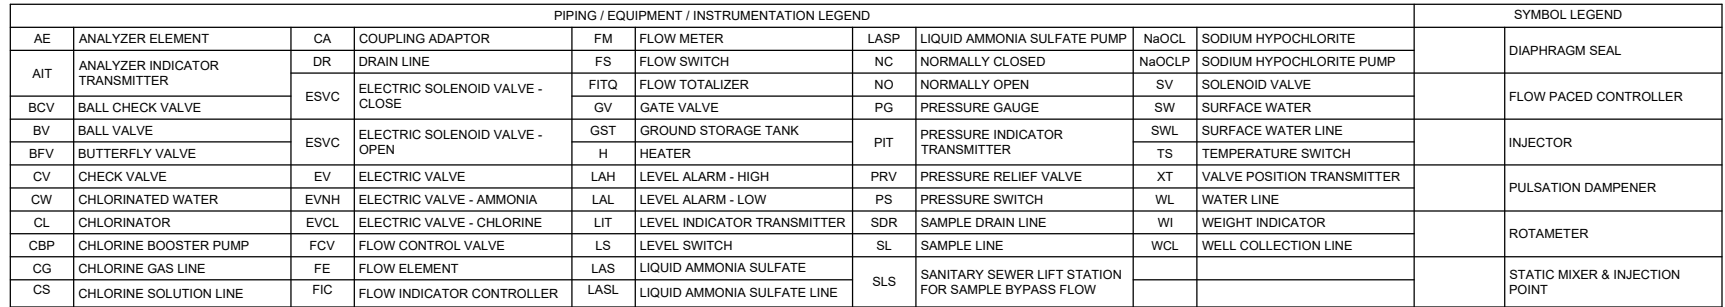 PIPING / EQUIPMENT / INSTRUMENTATION LEGEND
SYMBOL LEGEND
AE ANALYZER ELEMENT
AIT ANALYZER INDICATOR
TRANSMITTER
BCV BALL CHECK VALVE
BV BALL VALVE
BFV BUTTERFLY VALVE
CV CHECK VALVE
CW CHLORINATED WATER
CL CHLORINATOR
CBP CHLORINE BOOSTER PUMP
CG CHLORINE GAS LINE
CS CHLORINE SOLUTION LINE
CA COUPLING ADAPTOR
DR DRAIN LINE
ESVC ELECTRIC SOLENOID VALVE -
CLOSE
ESVC ELECTRIC SOLENOID VALVE -
OPEN
EV ELECTRIC VALVE
EVNH ELECTRIC VALVE - AMMONIA
EVCL ELECTRIC VALVE - CHLORINE
FCV FLOW CONTROL VALVE
FE FLOW ELEMENT
FIC FLOW INDICATOR CONTROLLER
FM FLOW METER
FS FLOW SWITCH
FITQ FLOW TOTALIZER
GV GATE VALVE
GST GROUND STORAGE TANK
H HEATER
LAH LEVEL ALARM - HIGH
LAL LEVEL ALARM - LOW
LIT LEVEL INDICATOR TRANSMITTER
LS LEVEL SWITCH
LAS LIQUID AMMONIA SULFATE
LASL LIQUID AMMONIA SULFATE LINE
LASP LIQUID AMMONIA SULFATE PUMP
NC NORMALLY CLOSED
NO NORMALLY OPEN
PG PRESSURE GAUGE
PIT PRESSURE INDICATOR
TRANSMITTER
PRV PRESSURE RELIEF VALVE
PS PRESSURE SWITCH
SDR SAMPLE DRAIN LINE
SL SAMPLE LINE
SLS SANITARY SEWER LIFT STATION
FOR SAMPLE BYPASS FLOW
NaOCL SODIUM HYPOCHLORITE
NaOCLP SODIUM HYPOCHLORITE PUMP
SV SOLENOID VALVE
SW SURFACE WATER
SWL SURFACE WATER LINE
TS TEMPERATURE SWITCH
XT VALVE POSITION TRANSMITTER
WL WATER LINE
WI WEIGHT INDICATOR
WCL WELL COLLECTION LINE
DIAPHRAGM SEAL
FLOW PACED CONTROLLER
INJECTOR
PULSATION DAMPENER
ROTAMETER
STATIC MIXER & INJECTION
POINT